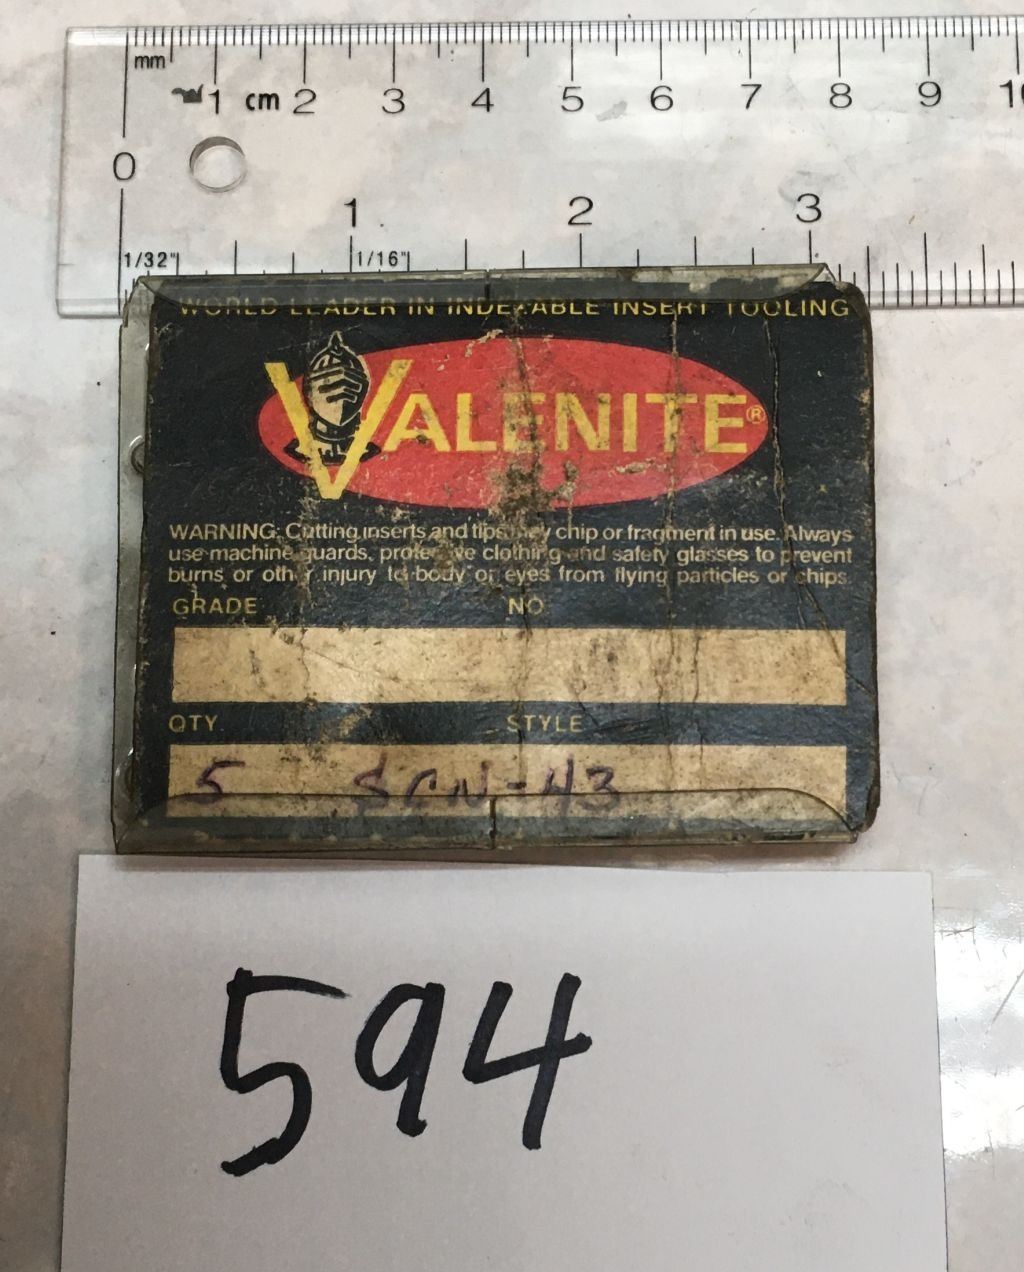 mm
1 cm 2 3 4 5 6 7 8 9 10
0
1 2 3
1/32" 1/16"
WORLD LEADER IN INDEXABLE INSERT TOOLING
VALENITE®
WARNING: Cutting inserts and tips may chip or fragment in use. Always
use machine guards, protective clothing and safety glasses to prevent
burns or other injury to body or eyes from flying particles or chips
GRADE NO
QTY STYLE
5 SCN-43
594